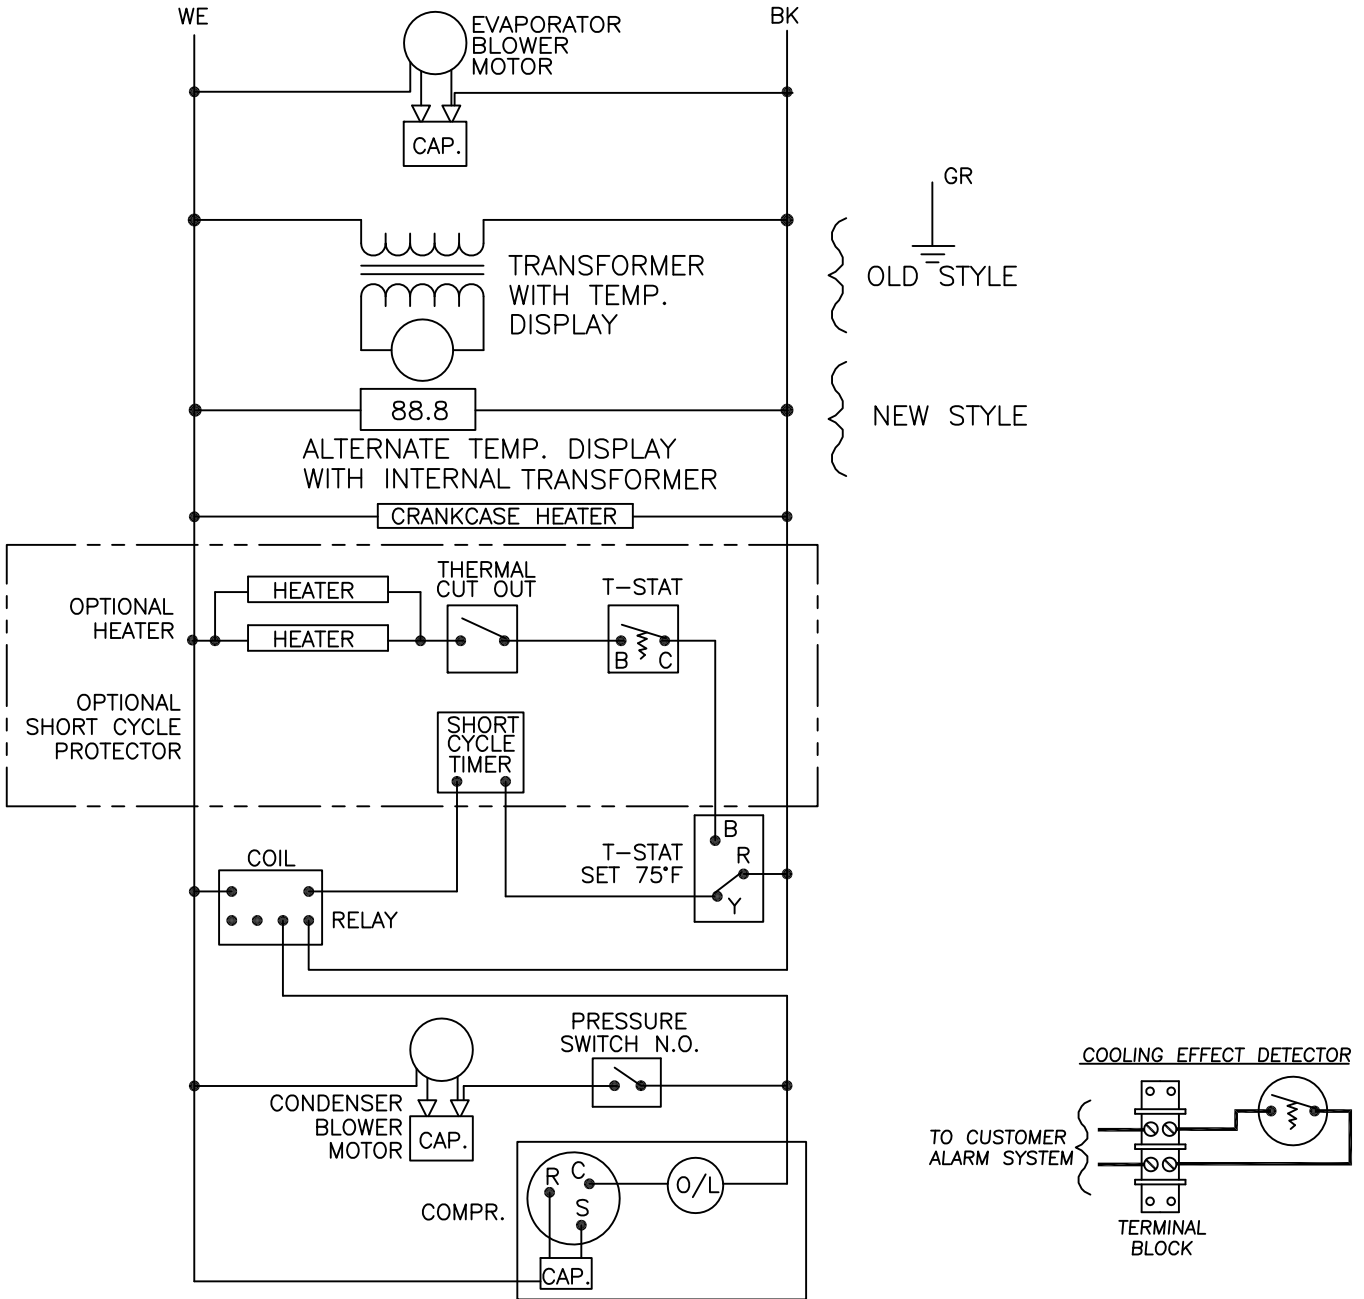 WE
BK
EVAPORATOR
BLOWER
MOTOR
CAP.
GR
TRANSFORMER
WITH TEMP.
DISPLAY
OLD STYLE
88.8
NEW STYLE
ALTERNATE TEMP. DISPLAY
WITH INTERNAL TRANSFORMER
CRANKCASE HEATER
OPTIONAL
HEATER
HEATER
HEATER
THERMAL
CUT OUT
T-STAT
B C
OPTIONAL
SHORT CYCLE
PROTECTOR
SHORT
CYCLE
TIMER
T-STAT
SET 75°F
B
R
Y
COIL
RELAY
PRESSURE
SWITCH N.O.
CONDENSER
BLOWER
MOTOR
CAP.
COMPR.
R C
S
O/L
CAP.
COOLING EFFECT DETECTOR
TO CUSTOMER
ALARM SYSTEM
TERMINAL
BLOCK